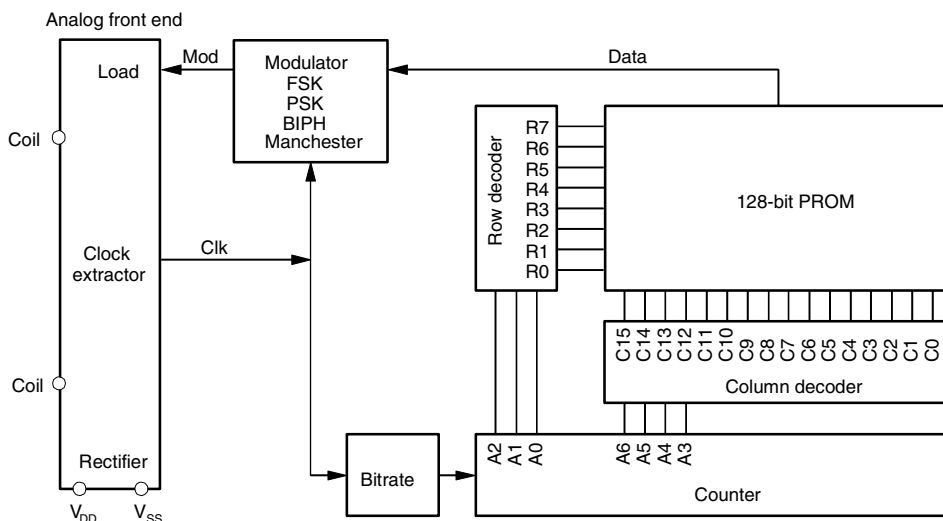 Analog front end
Load
Coil
Clock
extractor
Coil
Rectifier
VDD
VSS
Mod
Modulator
FSK
PSK
BIPH
Manchester
Data
Clk
Bitrate
Row decoder
R7
R6
R5
R4
R3
R2
R1
R0
128-bit PROM
C15 C14 C13 C12 C11 C10 C9 C8 C7 C6 C5 C4 C3 C2 C1 C0
Column decoder
A2 A1 A0 A6 A5 A4 A3
Counter